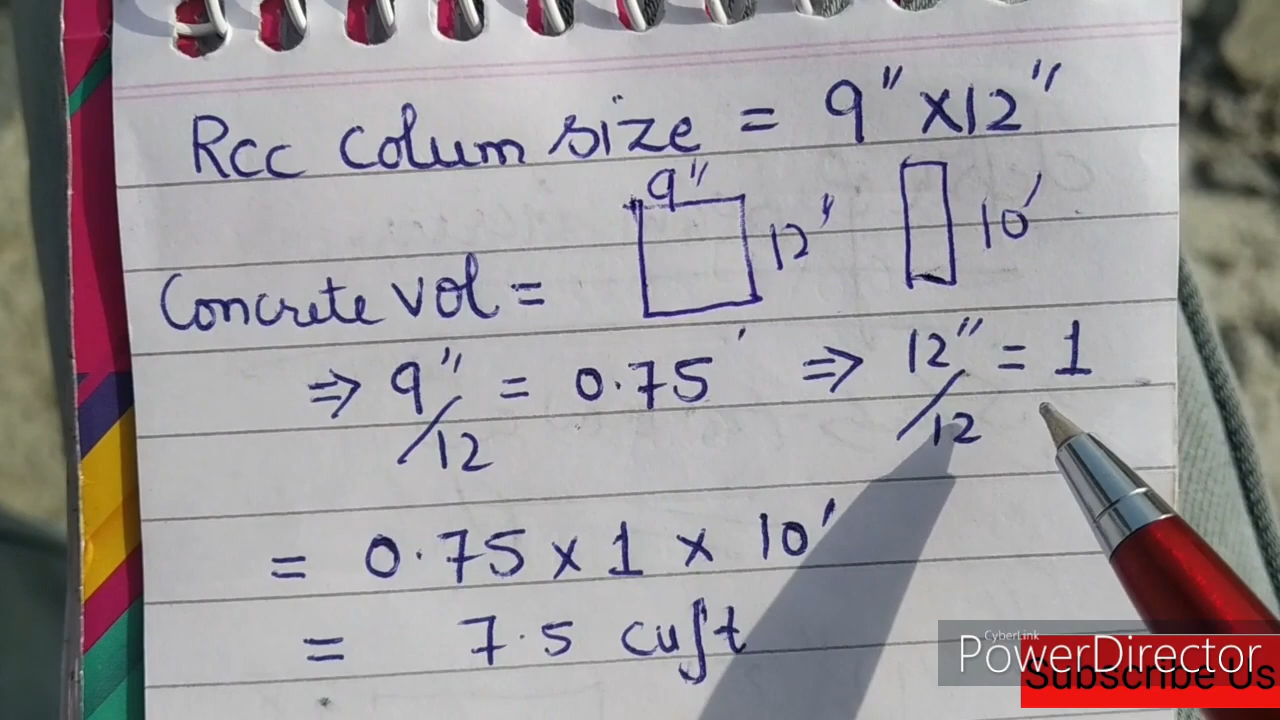 Rcc Colum size = 9" x12"
9"
12'
10'
Concrete vol =
⇒ 9"/12 = 0.75' ⇒ 12"/12 = 1
= 0.75 x 1 x 10'
= 7.5 cuft
CyberLink
PowerDirector
Subscribe Us